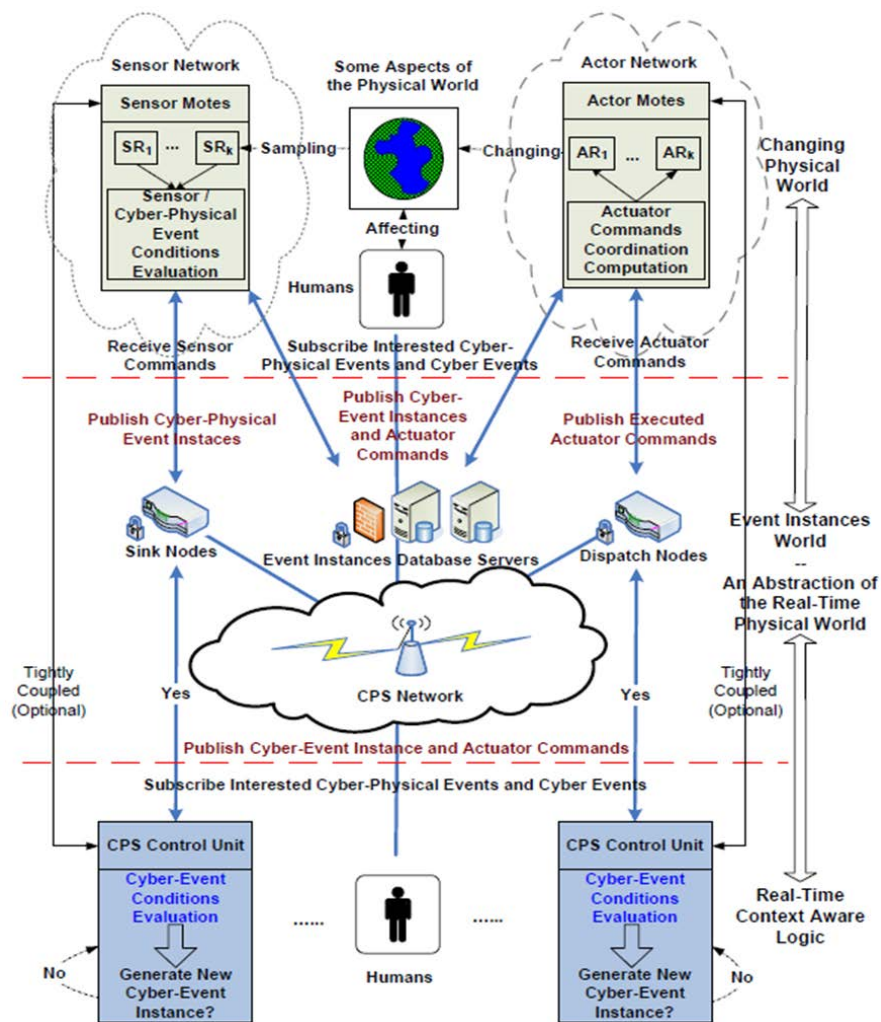 Sensor Network
Some Aspects of
the Physical World
Actor Network
Sensor Motes
SR1
...
SRk
Sampling
Changing
Actor Motes
AR1
...
ARk
Sensor /
Cyber-Physical
Event
Conditions
Evaluation
Affecting
Actuator
Commands
Coordination
Computation
Changing
Physical
World
Humans
Receive Sensor
Commands
Subscribe Interested Cyber-
Physical Events and Cyber Events
Receive Actuator
Commands
Publish Cyber-Physical
Event Instaces
Publish Cyber-
Event Instances
and Actuator
Commands
Publish Executed
Actuator Commands
Sink Nodes
Event Instances Database Servers
Dispatch Nodes
Event Instances
World
--
An Abstraction of
the Real-Time
Physical World
Tightly
Coupled
(Optional)
Yes
CPS Network
Yes
Tightly
Coupled
(Optional)
Publish Cyber-Event Instance and Actuator Commands
Subscribe Interested Cyber-Physical Events and Cyber Events
CPS Control Unit
Cyber-Event
Conditions
Evaluation
No
Generate New
Cyber-Event
Instance?
......
Humans
......
CPS Control Unit
Cyber-Event
Conditions
Evaluation
Generate New
Cyber-Event
Instance?
No
Real-Time
Context Aware
Logic